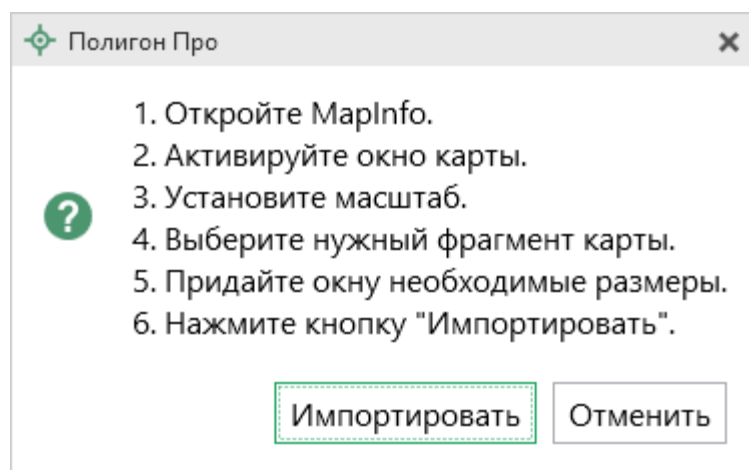 Полигон Про
1. Откройте MapInfo.
2. Активируйте окно карты.
3. Установите масштаб.
4. Выберите нужный фрагмент карты.
5. Придайте окну необходимые размеры.
6. Нажмите кнопку "Импортировать".
Импортировать Отменить